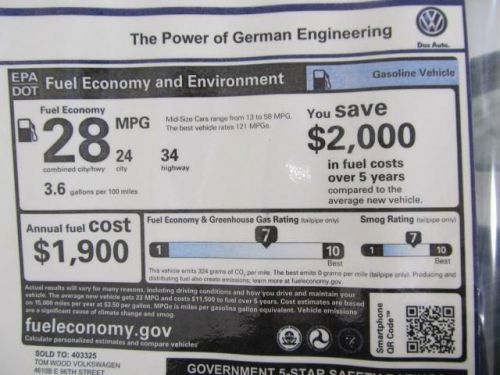 The Power of German Engineering
Das Auto.
EPA
DOT
Fuel Economy and Environment
Gasoline Vehicle
Fuel Economy
28 MPG
combined city/hwy
24
city
34
highway
Mid-Size Cars range from 13 to 58 MPG.
The best vehicle rates 121 MPGe.
3.6 gallons per 100 miles
You save
$2,000
in fuel costs
over 5 years
compared to the
average new vehicle.
Annual fuel cost
$1,900
Fuel Economy & Greenhouse Gas Rating (tailpipe only)
7
1
10
Best
Smog Rating (tailpipe only)
7
1
10
Best
This vehicle emits 324 grams of CO2 per mile. The best emits 0 grams per mile (tailpipe only). Producing and
distributing fuel also creates emissions; learn more at fueleconomy.gov.
Actual results will vary for many reasons, including driving conditions and how you drive and maintain your
vehicle. The average new vehicle gets 23 MPG and costs $11,500 to fuel over 5 years. Cost estimates are based
on 15,000 miles per year at $3.50 per gallon. MPGe is miles per gasoline gallon equivalent. Vehicle emissions
are a significant cause of climate change and smog.
fueleconomy.gov
Calculate personalized estimates and compare vehicles
Smartphone
QR Code™
SOLD TO: 403325
TOM WOOD VOLKSWAGEN
4610B E 96TH STREET
GOVERNMENT 5-STAR